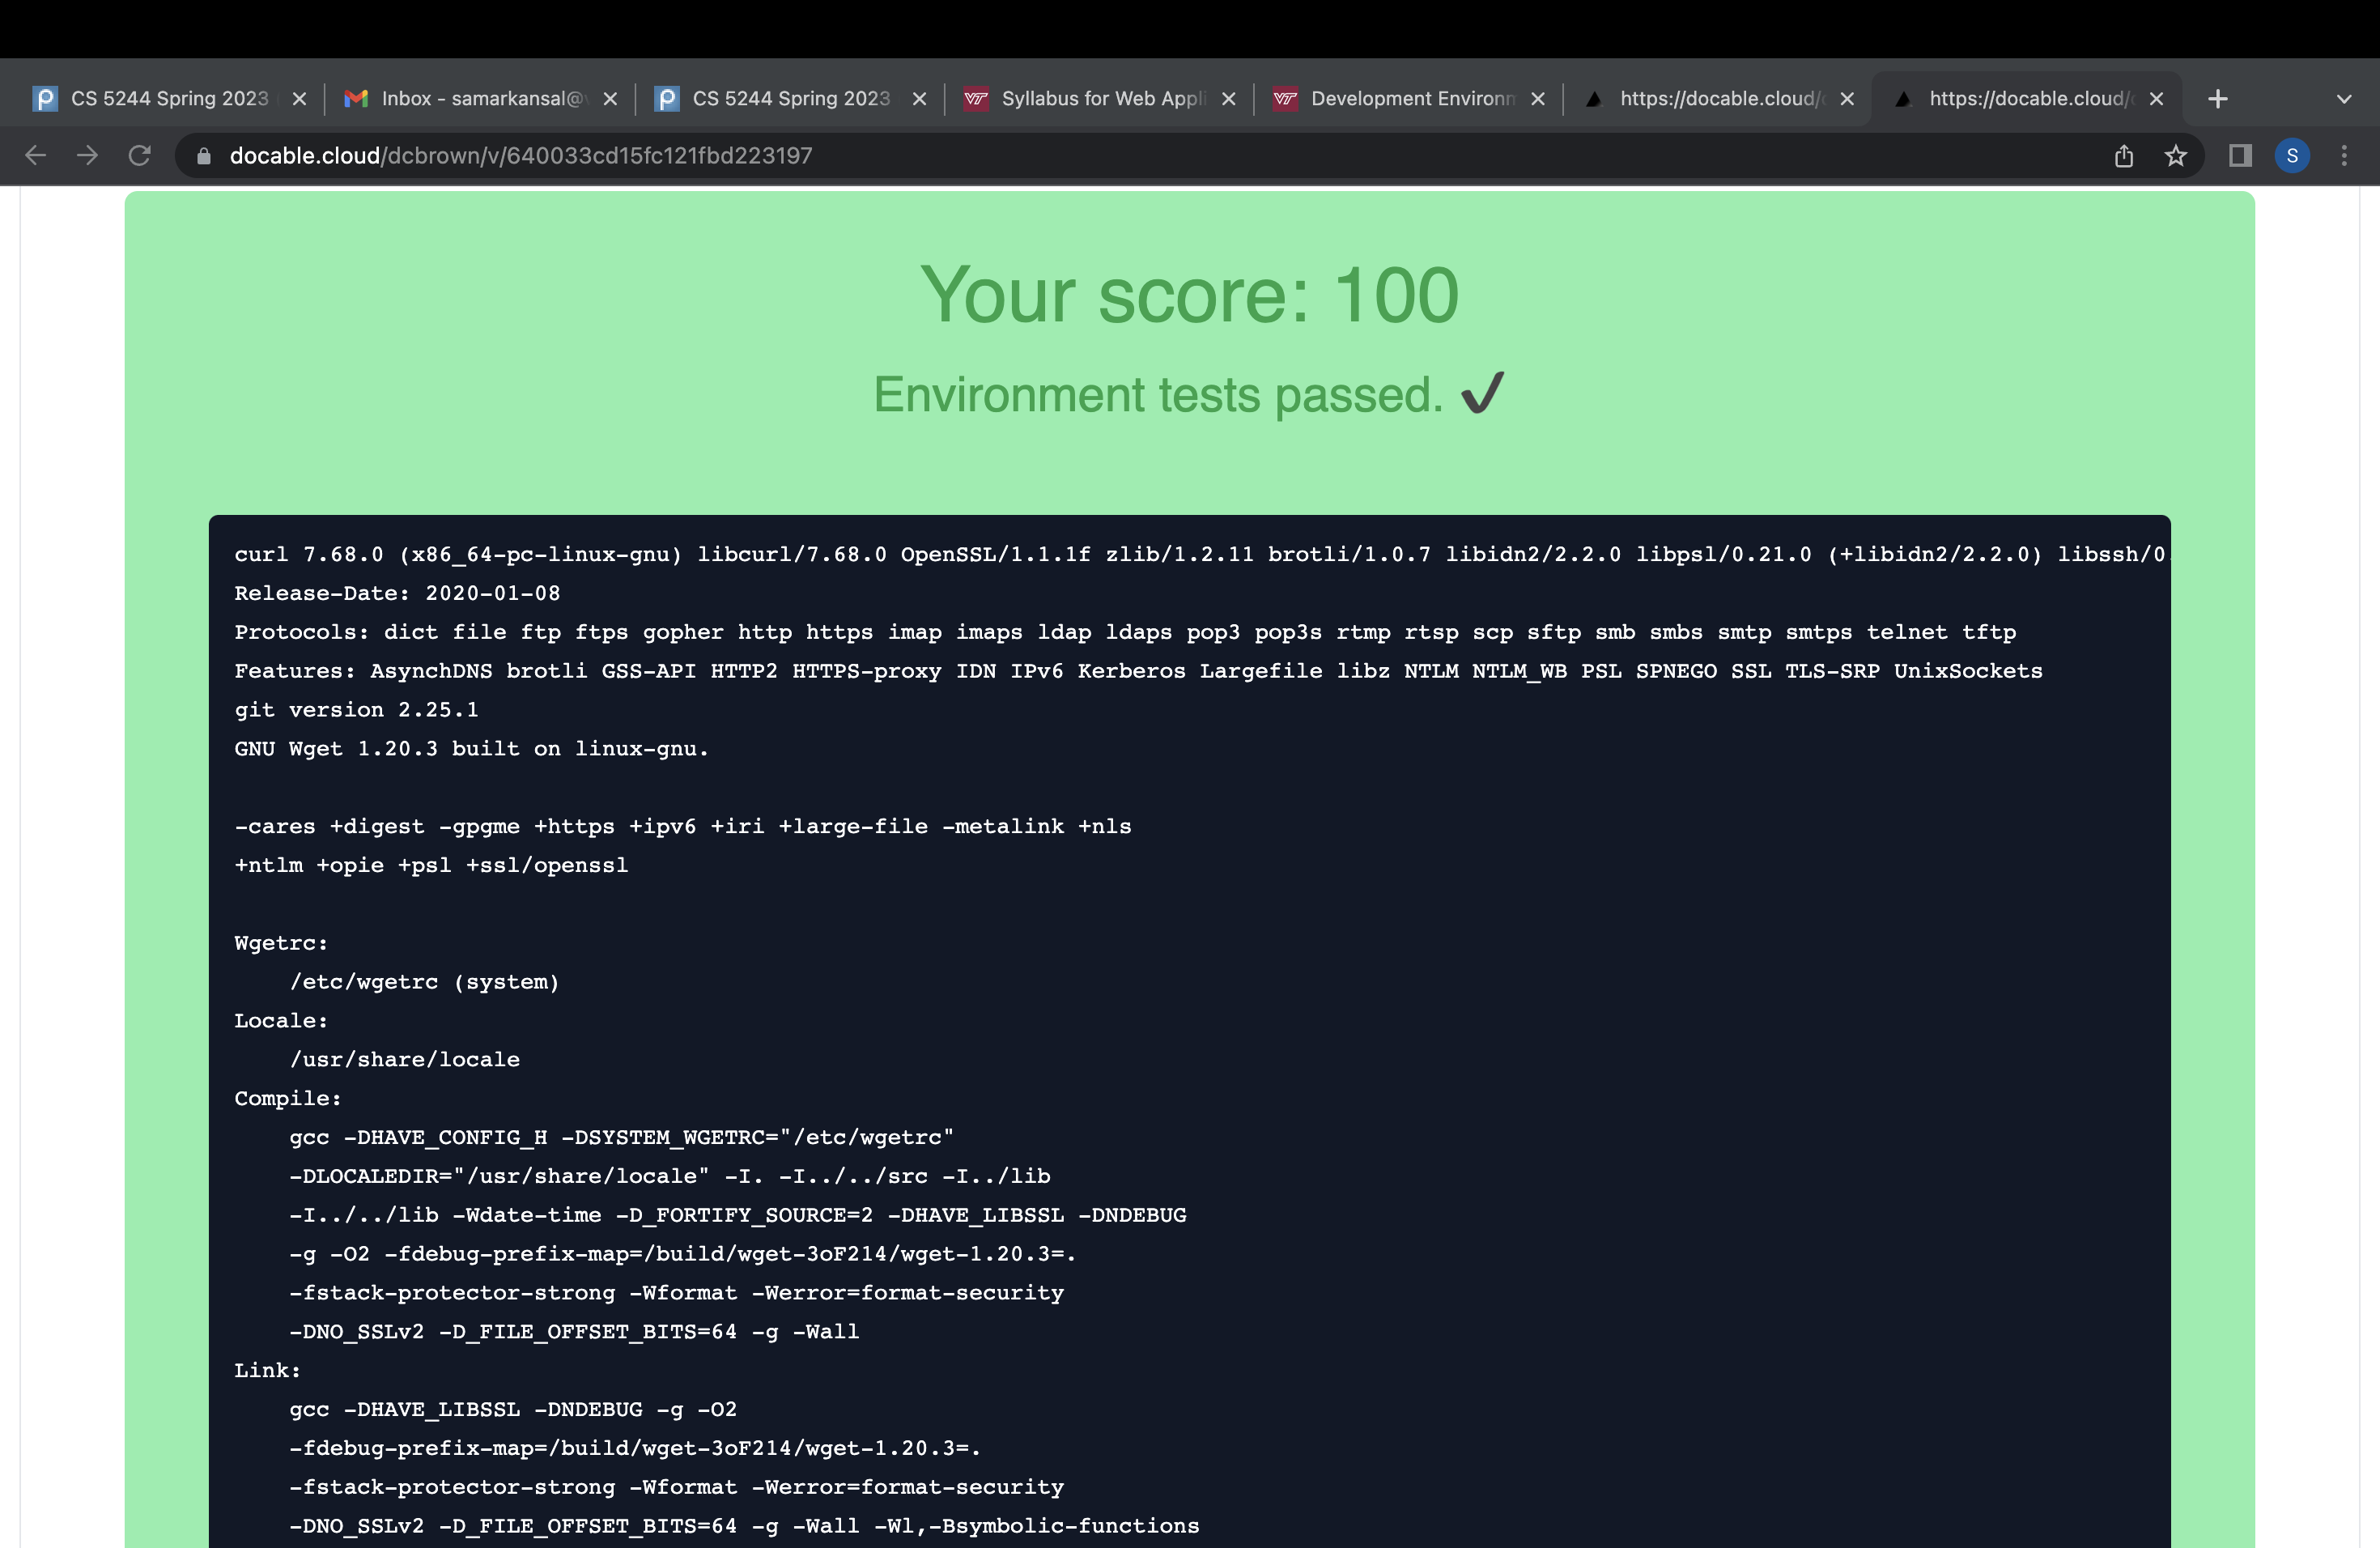 CS 5244 Spring 2023
Inbox - samarkansal@
CS 5244 Spring 2023
Syllabus for Web Appli
Development Environm
https://docable.cloud/
https://docable.cloud/
docable.cloud/dcbrown/v/640033cd15fc121fbd223197
S
Your score: 100
Environment tests passed. ✔
curl 7.68.0 (x86_64-pc-linux-gnu) libcurl/7.68.0 OpenSSL/1.1.1f zlib/1.2.11 brotli/1.0.7 libidn2/2.2.0 libpsl/0.21.0 (+libidn2/2.2.0) libssh/0.
Release-Date: 2020-01-08
Protocols: dict file ftp ftps gopher http https imap imaps ldap ldaps pop3 pop3s rtmp rtsp scp sftp smb smbs smtp smtps telnet tftp
Features: AsynchDNS brotli GSS-API HTTP2 HTTPS-proxy IDN IPv6 Kerberos Largefile libz NTLM NTLM_WB PSL SPNEGO SSL TLS-SRP UnixSockets
git version 2.25.1
GNU Wget 1.20.3 built on linux-gnu.
-cares +digest -gpgme +https +ipv6 +iri +large-file -metalink +nls
+ntlm +opie +psl +ssl/openssl
Wgetrc:
/etc/wgetrc (system)
Locale:
/usr/share/locale
Compile:
gcc -DHAVE_CONFIG_H -DSYSTEM_WGETRC="/etc/wgetrc"
-DLOCALEDIR="/usr/share/locale" -I. -I../../src -I../lib
-I../../lib -Wdate-time -D_FORTIFY_SOURCE=2 -DHAVE_LIBSSL -DNDEBUG
-g -O2 -fdebug-prefix-map=/build/wget-3oF214/wget-1.20.3=.
-fstack-protector-strong -Wformat -Werror=format-security
-DNO_SSLv2 -D_FILE_OFFSET_BITS=64 -g -Wall
Link:
gcc -DHAVE_LIBSSL -DNDEBUG -g -O2
-fdebug-prefix-map=/build/wget-3oF214/wget-1.20.3=.
-fstack-protector-strong -Wformat -Werror=format-security
-DNO_SSLv2 -D_FILE_OFFSET_BITS=64 -g -Wall -Wl,-Bsymbolic-functions